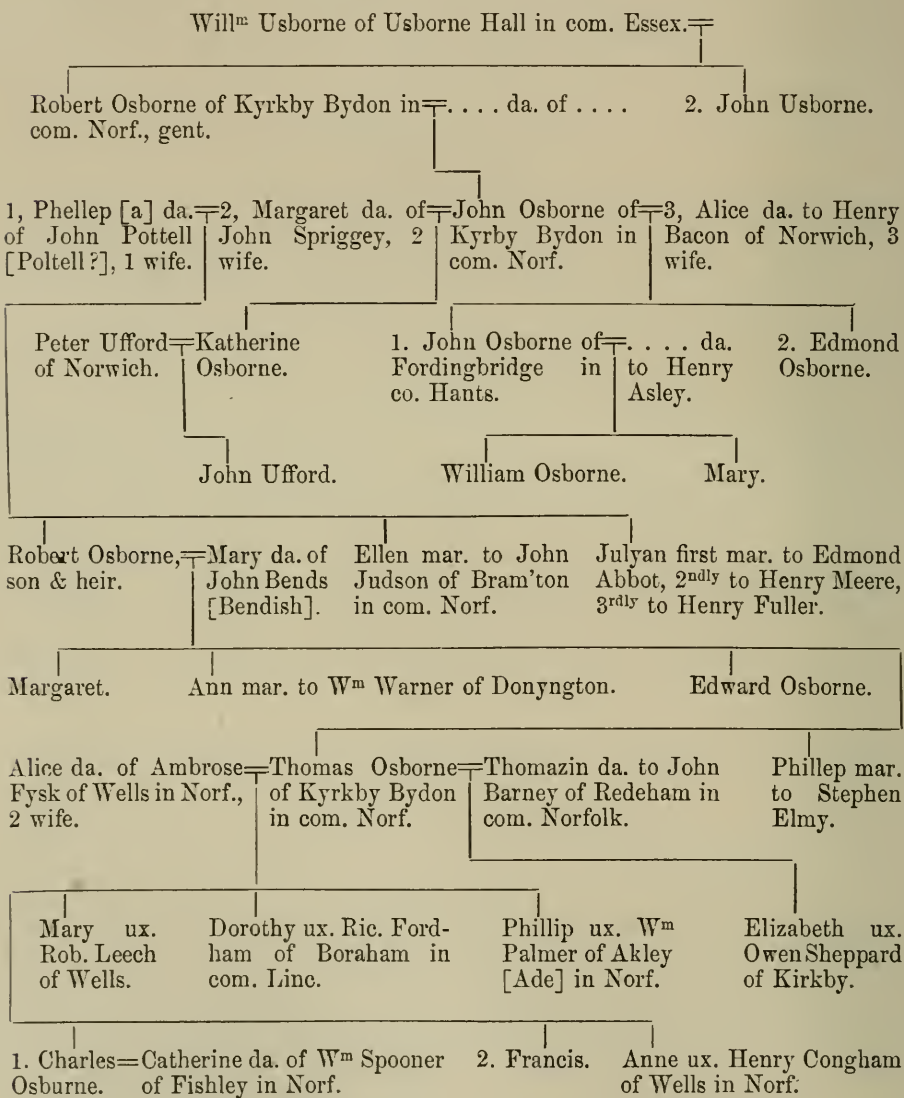 Willᵐ Usborne of Usborne Hall in com. Essex.
Robert Osborne of Kyrkby Bydon in . . . . da. of . . . . 2. John Usborne.
com. Norf., gent.
1, Phellep [a] da. 2, Margaret da. of John Osborne of 3, Alice da. to Henry
of John Pottell John Spriggey, 2 Kyrby Bydon in Bacon of Norwich, 3
[Poltell?], 1 wife. wife. com. Norf. wife.
Peter Ufford Katherine 1. John Osborne of . . . . da. 2. Edmond
of Norwich. Osborne. Fordingbridge in to Henry Osborne.
co. Hants. Asley.
John Ufford. William Osborne. Mary.
Robert Osborne, Mary da. of Ellen mar. to John Julyan first mar. to Edmond
son & heir. John Bends Judson of Bram'ton Abbot, 2ⁿᵈˡʸ to Henry Meere,
[Bendish]. in com. Norf. 3ʳᵈˡʸ to Henry Fuller.
Margaret. Ann mar. to Wᵐ Warner of Donyngton. Edward Osborne.
Alice da. of Ambrose Thomas Osborne Thomazin da. to John Phillep mar.
Fysk of Wells in Norf., of Kyrkby Bydon Barney of Redeham in to Stephen
2 wife. in com. Norf. com. Norfolk. Elmy.
Mary ux. Dorothy ux. Ric. Ford- Phillip ux. Wᵐ Elizabeth ux.
Rob. Leech ham of Boraham in Palmer of Akley Owen Sheppard
of Wells. com. Linc. [Ade] in Norf. of Kirkby.
1. Charles=Catherine da. of Wᵐ Spooner 2. Francis. Anne ux. Henry Congham
Osburne. of Fishley in Norf. of Wells in Norf.